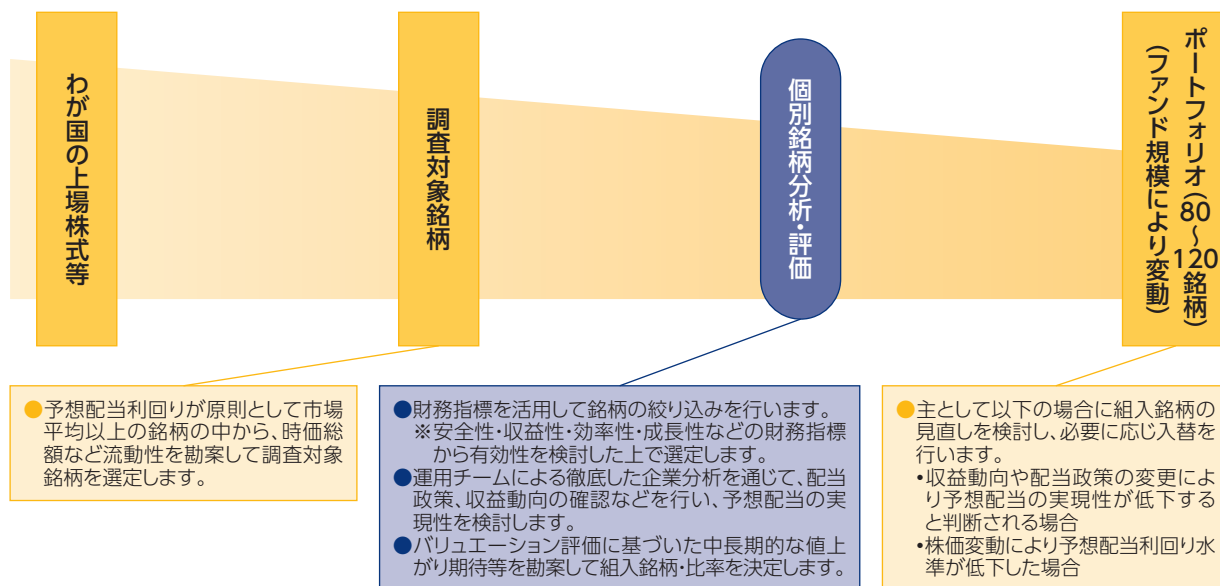 わが国の上場株式等
調査対象銘柄
個別銘柄分析・評価
ポートフォリオ(80〜120銘柄)
(ファンド規模により変動)
●予想配当利回りが原則として市場
平均以上の銘柄の中から、時価総
額など流動性を勘案して調査対象
銘柄を選定します。
●財務指標を活用して銘柄の絞り込みを行います。
※安全性・収益性・効率性・成長性などの財務指標
から有効性を検討した上で選定します。
●運用チームによる徹底した企業分析を通じて、配当
政策、収益動向の確認などを行い、予想配当の実
現性を検討します。
●バリュエーション評価に基づいた中長期的な値上
がり期待等を勘案して組入銘柄・比率を決定します。
●主として以下の場合に組入銘柄の
見直しを検討し、必要に応じ入替を
行います。
•収益動向や配当政策の変更によ
り予想配当の実現性が低下する
と判断される場合
•株価変動により予想配当利回り水
準が低下した場合